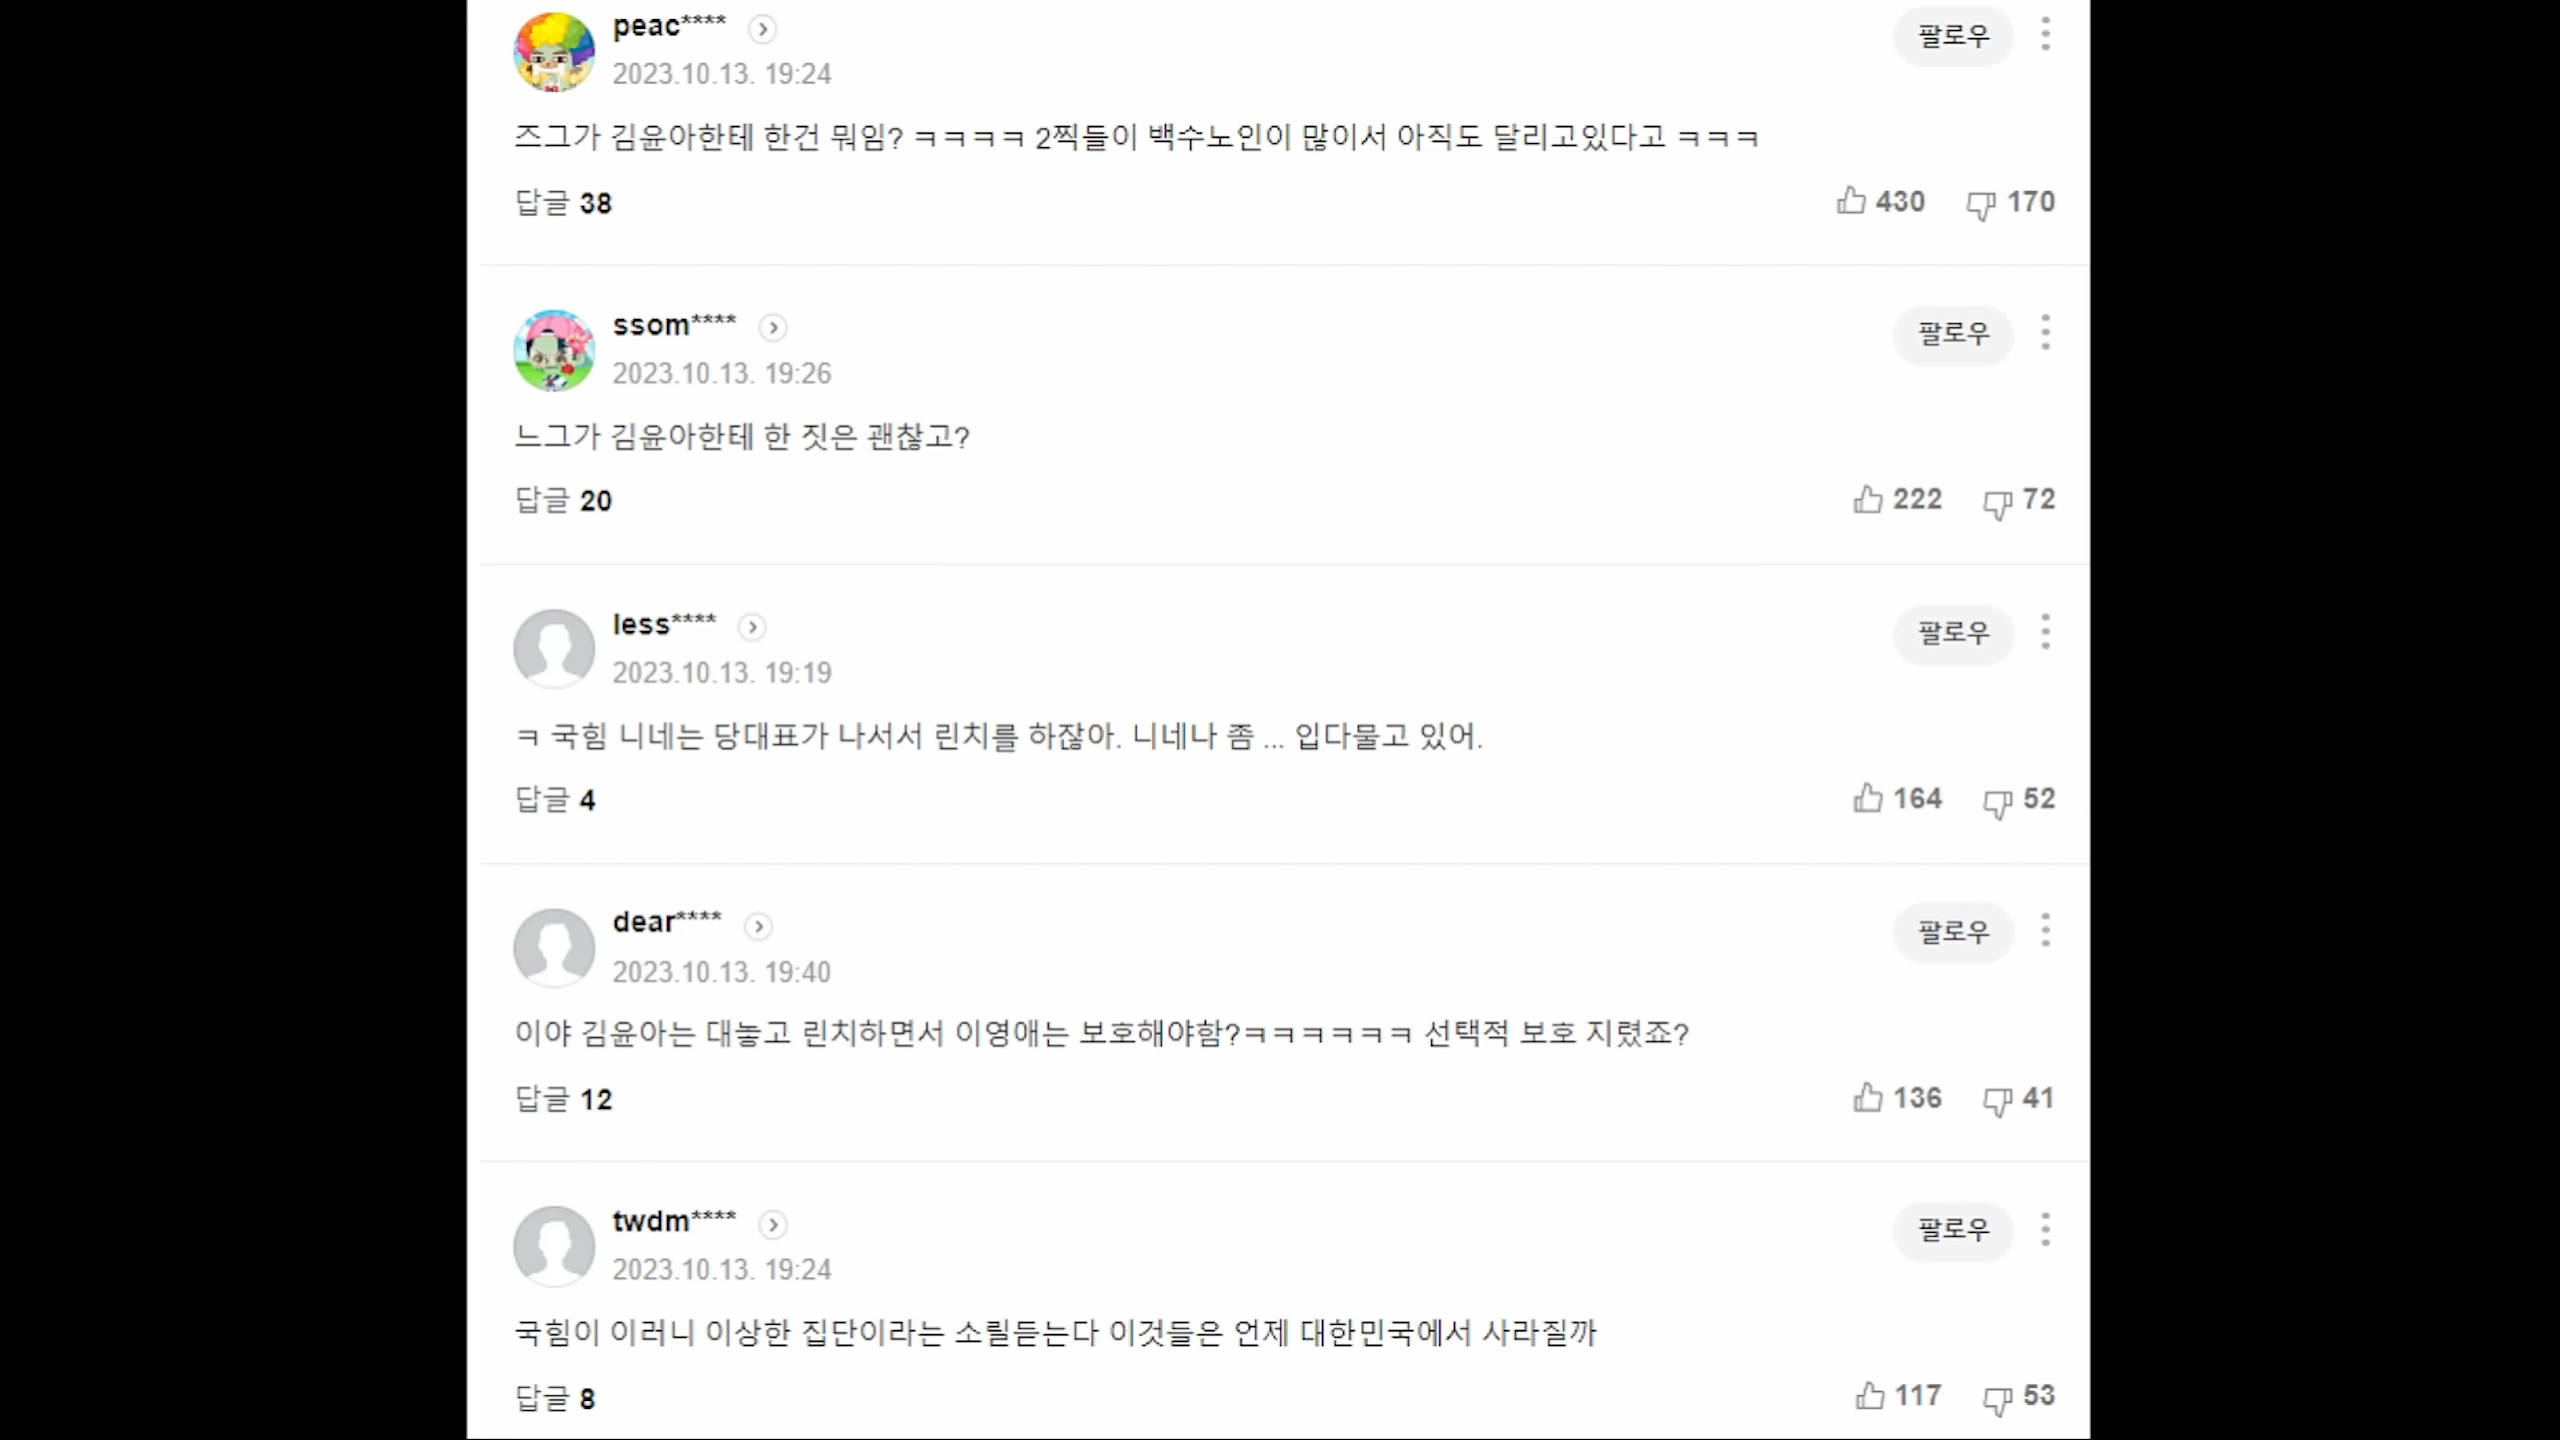 peac****
팔로우
2023.10.13. 19:24
즈그가 김윤아한테 한건 뭐임? ㅋㅋㅋㅋ 2찍들이 백수노인이 많이서 아직도 달리고있다고 ㅋㅋㅋ
답글 38
430 170
ssom****
팔로우
2023.10.13. 19:26
느그가 김윤아한테 한 짓은 괜찮고?
답글 20
222 72
less****
팔로우
2023.10.13. 19:19
ㅋ 국힘 니네는 당대표가 나서서 린치를 하잖아. 니네나 좀 ... 입다물고 있어.
답글 4
164 52
dear****
팔로우
2023.10.13. 19:40
이야 김윤아는 대놓고 린치하면서 이영애는 보호해야함?ㅋㅋㅋㅋㅋㅋ 선택적 보호 지렸죠?
답글 12
136 41
twdm****
팔로우
2023.10.13. 19:24
국힘이 이러니 이상한 집단이라는 소릴듣는다 이것들은 언제 대한민국에서 사라질까
답글 8
117 53